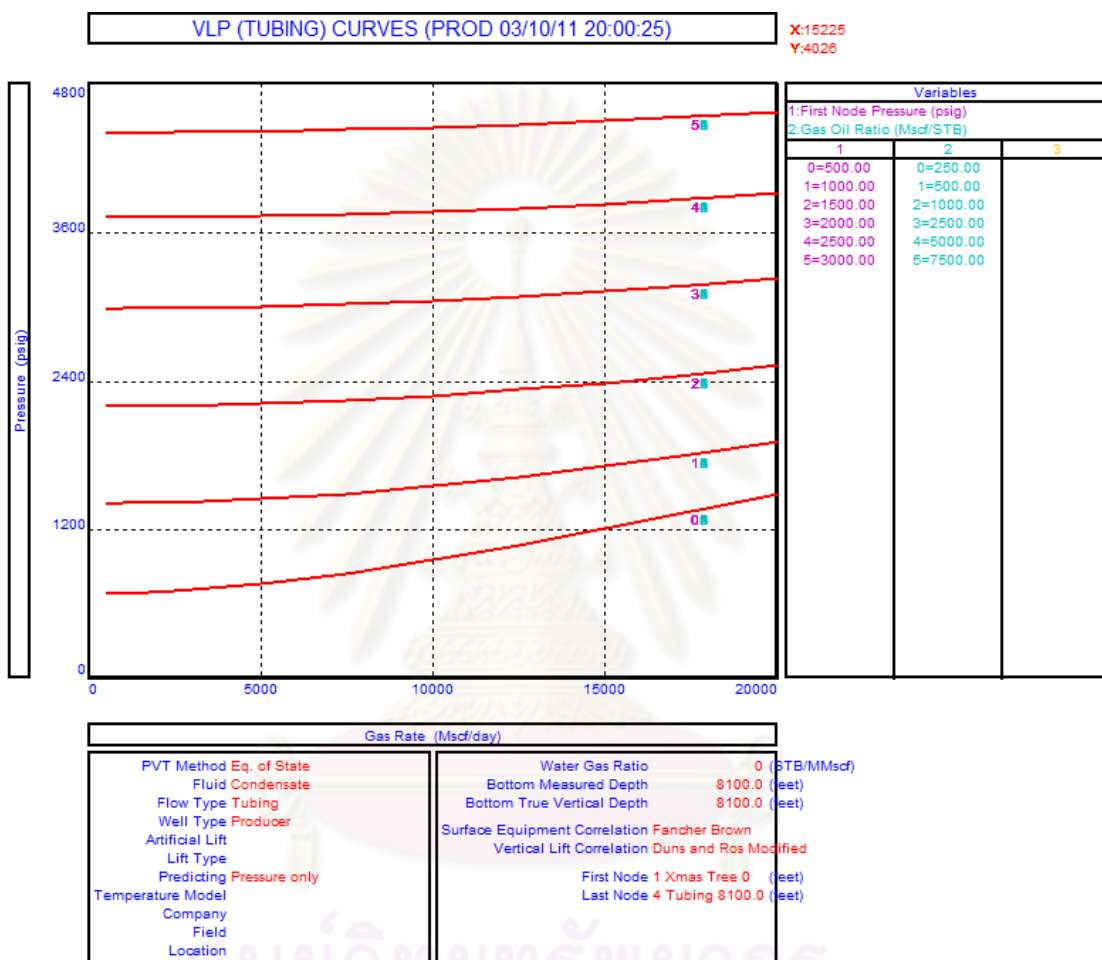 VLP (TUBING) CURVES (PROD 03/10/11 20:00:25)
X:15225
Y:4026
Pressure (psig)
4800
3600
2400
1200
0
5
4
3
2
1
0
0 5000 10000 15000 20000
Gas Rate (Mscf/day)
Variables
1:First Node Pressure (psig)
2:Gas Oil Ratio (Mscf/STB)
1 2 3
0=500.00 0=250.00
1=1000.00 1=500.00
2=1500.00 2=1000.00
3=2000.00 3=2500.00
4=2500.00 4=5000.00
5=3000.00 5=7500.00
PVT Method Eq. of State
Fluid Condensate
Flow Type Tubing
Well Type Producer
Artificial Lift
Lift Type
Predicting Pressure only
Temperature Model
Company
Field
Location
Water Gas Ratio 0 (STB/MMscf)
Bottom Measured Depth 8100.0 (feet)
Bottom True Vertical Depth 8100.0 (feet)
Surface Equipment Correlation Fancher Brown
Vertical Lift Correlation Duns and Ros Modified
First Node 1 Xmas Tree 0 (feet)
Last Node 4 Tubing 8100.0 (feet)